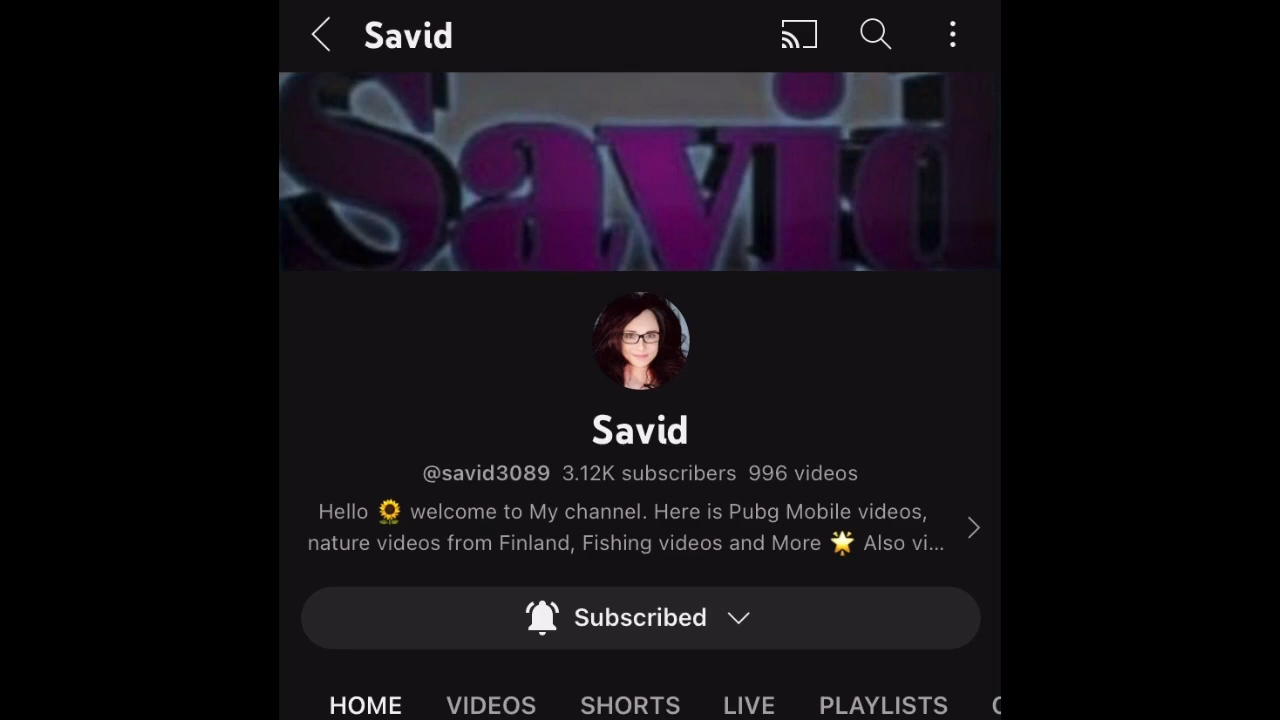 Savid
Savid
Savid
@savid3089 3.12K subscribers 996 videos
Hello 🌻 welcome to My channel. Here is Pubg Mobile videos,
nature videos from Finland, Fishing videos and More 🌟 Also vi...
Subscribed
HOME VIDEOS SHORTS LIVE PLAYLISTS